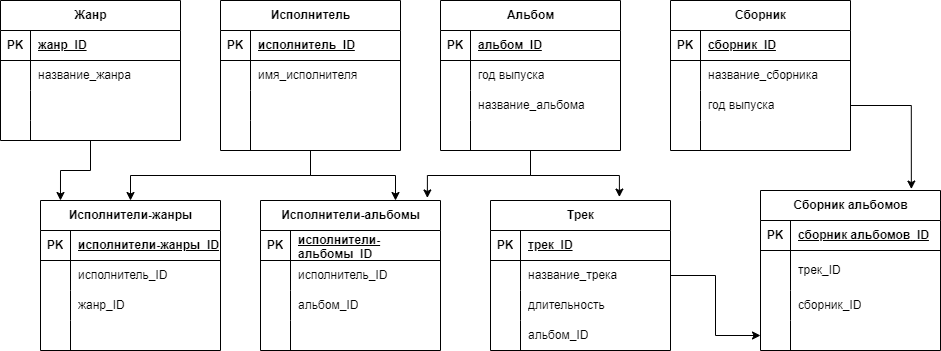 Жанр
PK жанр_ID
название_жанра
Исполнитель
PK исполнитель_ID
имя_исполнителя
Альбом
PK альбом_ID
год выпуска
название_альбома
Сборник
PK сборник_ID
название_сборника
год выпуска
Исполнители-жанры
PK исполнители-жанры_ID
исполнитель_ID
жанр_ID
Исполнители-альбомы
PK исполнители-
альбомы_ID
исполнитель_ID
альбом_ID
Трек
PK трек_ID
название_трека
длительность
альбом_ID
Сборник альбомов
PK сборник альбомов_ID
трек_ID
сборник_ID